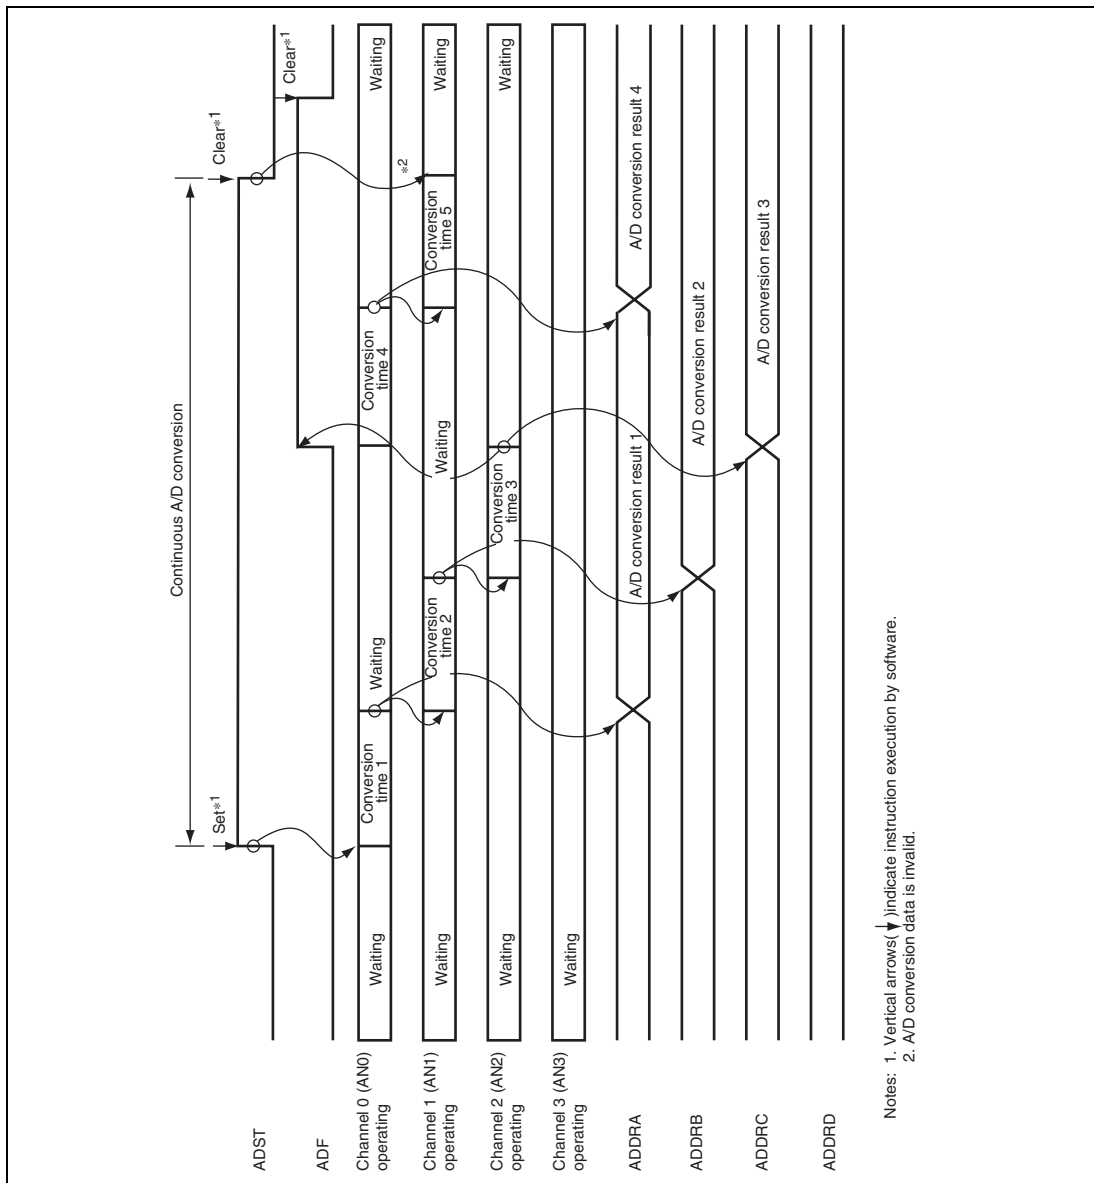 Continuous A/D conversion
Set*1
Clear*1
Clear*1
ADST
ADF
Channel 0 (AN0)
operating
Waiting
Conversion
time 1
Waiting
Conversion
time 4
Waiting
Channel 1 (AN1)
operating
Waiting
Conversion
time 2
Waiting
Conversion
time 5
*2
Waiting
Channel 2 (AN2)
operating
Waiting
Conversion
time 3
Waiting
Channel 3 (AN3)
operating
Waiting
ADDRA
A/D conversion result 1
A/D conversion result 4
ADDRB
A/D conversion result 2
ADDRC
A/D conversion result 3
ADDRD
Notes: 1. Vertical arrows( )indicate instruction execution by software.
2. A/D conversion data is invalid.